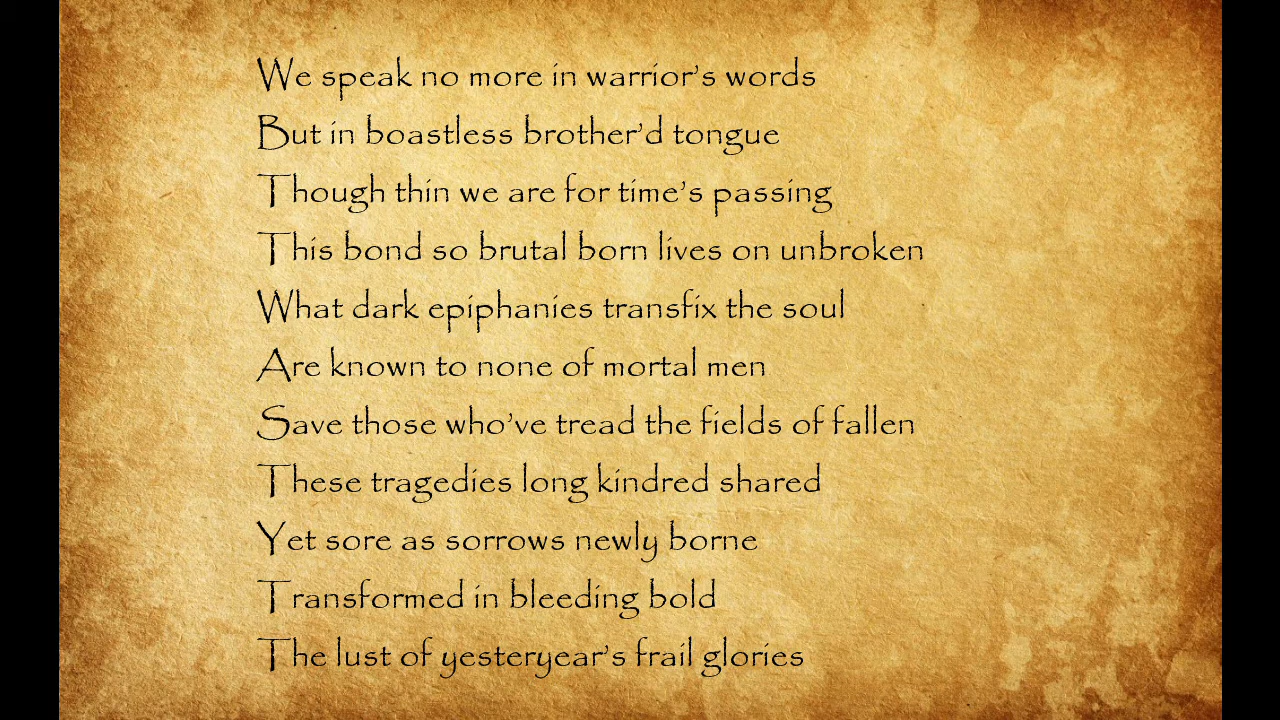 We speak no more in warrior's words
But in boastless brother'd tongue
Though thin we are for time's passing
This bond so brutal born lives on unbroken
What dark epiphanies transfix the soul
Are known to none of mortal men
Save those who've tread the fields of fallen
These tragedies long kindred shared
Yet sore as sorrows newly borne
Transformed in bleeding bold
The lust of yesteryear's frail glories